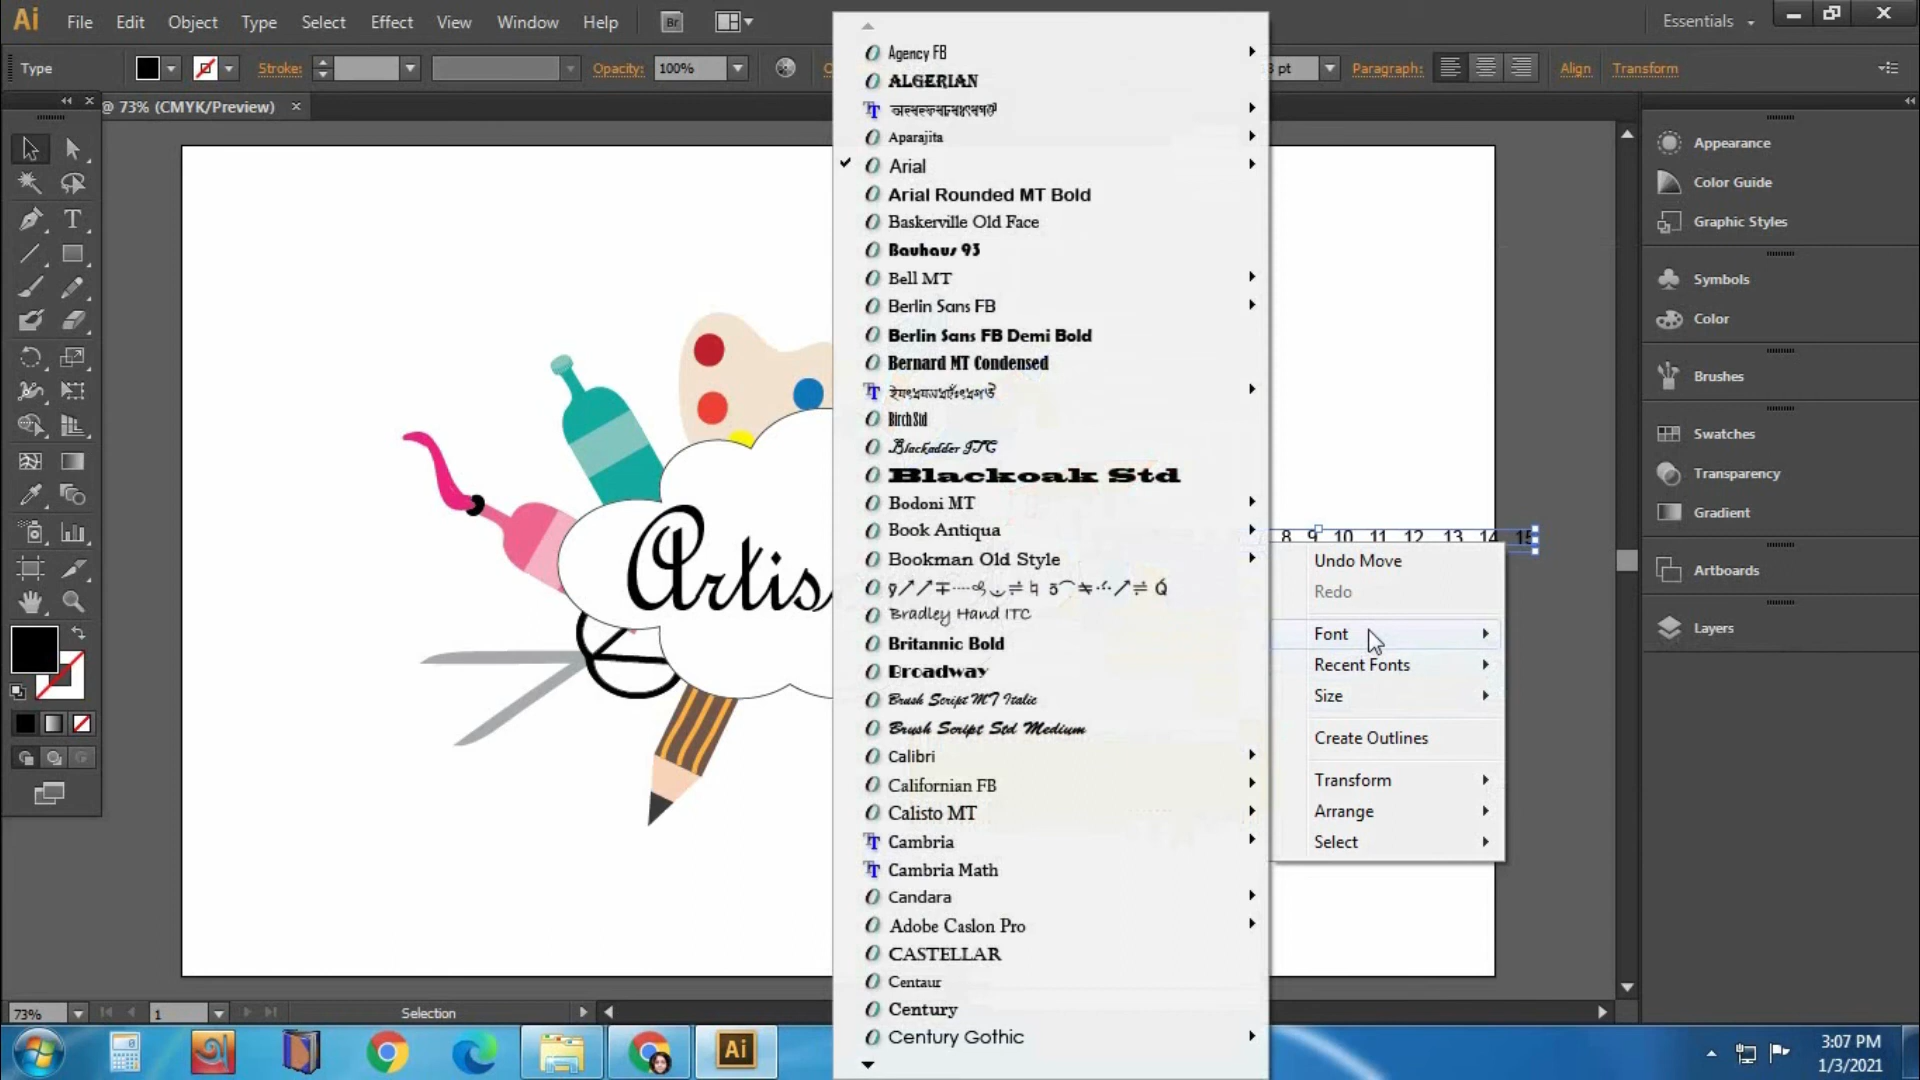 Ai File Edit Object Type Select Effect View Window Help Br Essentials
Type Stroke: Opacity: 100% pt Paragraph: Align Transform
@ 73% (CMYK/Preview)
Agency FB
ALGERIAN
Aparajita
Arial
Arial Rounded MT Bold
Baskerville Old Face
Bauhaus 93
Bell MT
Berlin Sans FB
Berlin Sans FB Demi Bold
Bernard MT Condensed
Birch Std
Blackadder ITC
Blackoak Std
Bodoni MT
Book Antiqua
Bookman Old Style
Bradley Hand ITC
Britannic Bold
Broadway
Brush Script MT Italic
Brush Script Std Medium
Calibri
Californian FB
Calisto MT
Cambria
Cambria Math
Candara
Adobe Caslon Pro
CASTELLAR
Centaur
Century
Century Gothic
Artis
8 9 10 11 12 13 14 15
Undo Move
Redo
Font
Recent Fonts
Size
Create Outlines
Transform
Arrange
Select
Appearance
Color Guide
Graphic Styles
Symbols
Color
Brushes
Swatches
Transparency
Gradient
Artboards
Layers
73% 1 Selection
Ai
3:07 PM
1/3/2021